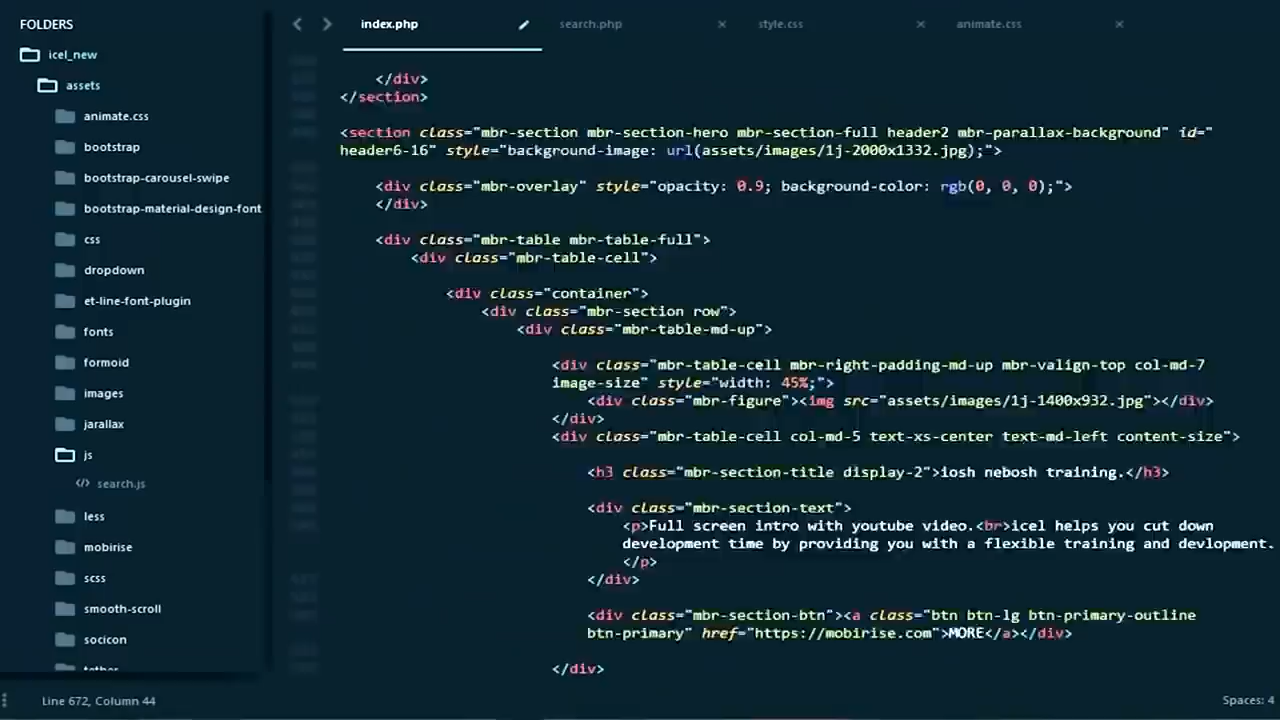 FOLDERS
icel_new
assets
animate.css
bootstrap
bootstrap-carousel-swipe
bootstrap-material-design-font
css
dropdown
et-line-font-plugin
fonts
formoid
images
jarallax
js
search.js
less
mobirise
scss
smooth-scroll
socicon
tether
index.php
search.php
style.css
animate.css
</div>
</section>
<section class="mbr-section mbr-section-hero mbr-section-full header2 mbr-parallax-background" id="
header6-16" style="background-image: url(assets/images/1j-2000x1332.jpg);">
<div class="mbr-overlay" style="opacity: 0.9; background-color: rgb(0, 0, 0);">
</div>
<div class="mbr-table mbr-table-full">
<div class="mbr-table-cell">
<div class="container">
<div class="mbr-section row">
<div class="mbr-table-md-up">
<div class="mbr-table-cell mbr-right-padding-md-up mbr-valign-top col-md-7
image-size" style="width: 45%;">
<div class="mbr-figure"><img src="assets/images/1j-1400x932.jpg"></div>
</div>
<div class="mbr-table-cell col-md-5 text-xs-center text-md-left content-size">
<h3 class="mbr-section-title display-2">iosh nebosh training.</h3>
<div class="mbr-section-text">
<p>Full screen intro with youtube video.<br>icel helps you cut down
development time by providing you with a flexible training and devlopment.
</p>
</div>
<div class="mbr-section-btn"><a class="btn btn-lg btn-primary-outline
btn-primary" href="https://mobirise.com">MORE</a></div>
</div>
Line 672, Column 44
Spaces: 4